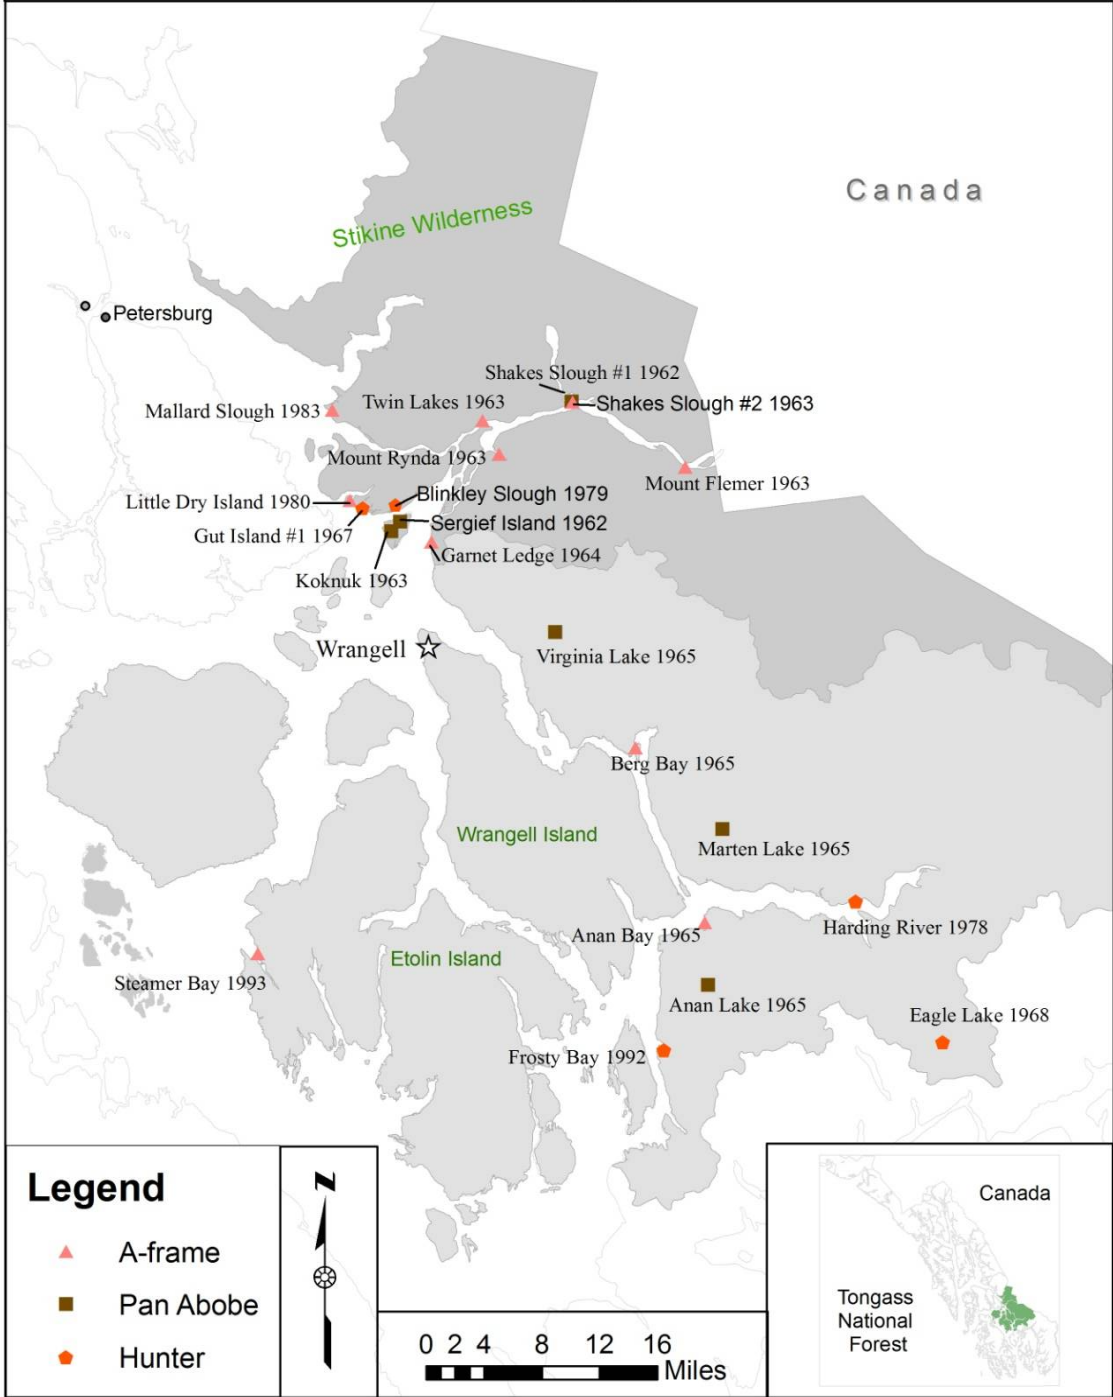 Canada
Stikine Wilderness
Petersburg
Shakes Slough #1 1962
Mallard Slough 1983
Twin Lakes 1963
Shakes Slough #2 1963
Mount Rynda 1963
Mount Flemer 1963
Little Dry Island 1980
Blinkley Slough 1979
Gut Island #1 1967
Sergief Island 1962
Garnet Ledge 1964
Koknuk 1963
Wrangell
Virginia Lake 1965
Berg Bay 1965
Wrangell Island
Marten Lake 1965
Anan Bay 1965
Harding River 1978
Etolin Island
Steamer Bay 1993
Anan Lake 1965
Eagle Lake 1968
Frosty Bay 1992
Legend
A-frame
Pan Abobe
Hunter
N
0 2 4 8 12 16
Miles
Canada
Tongass
National
Forest